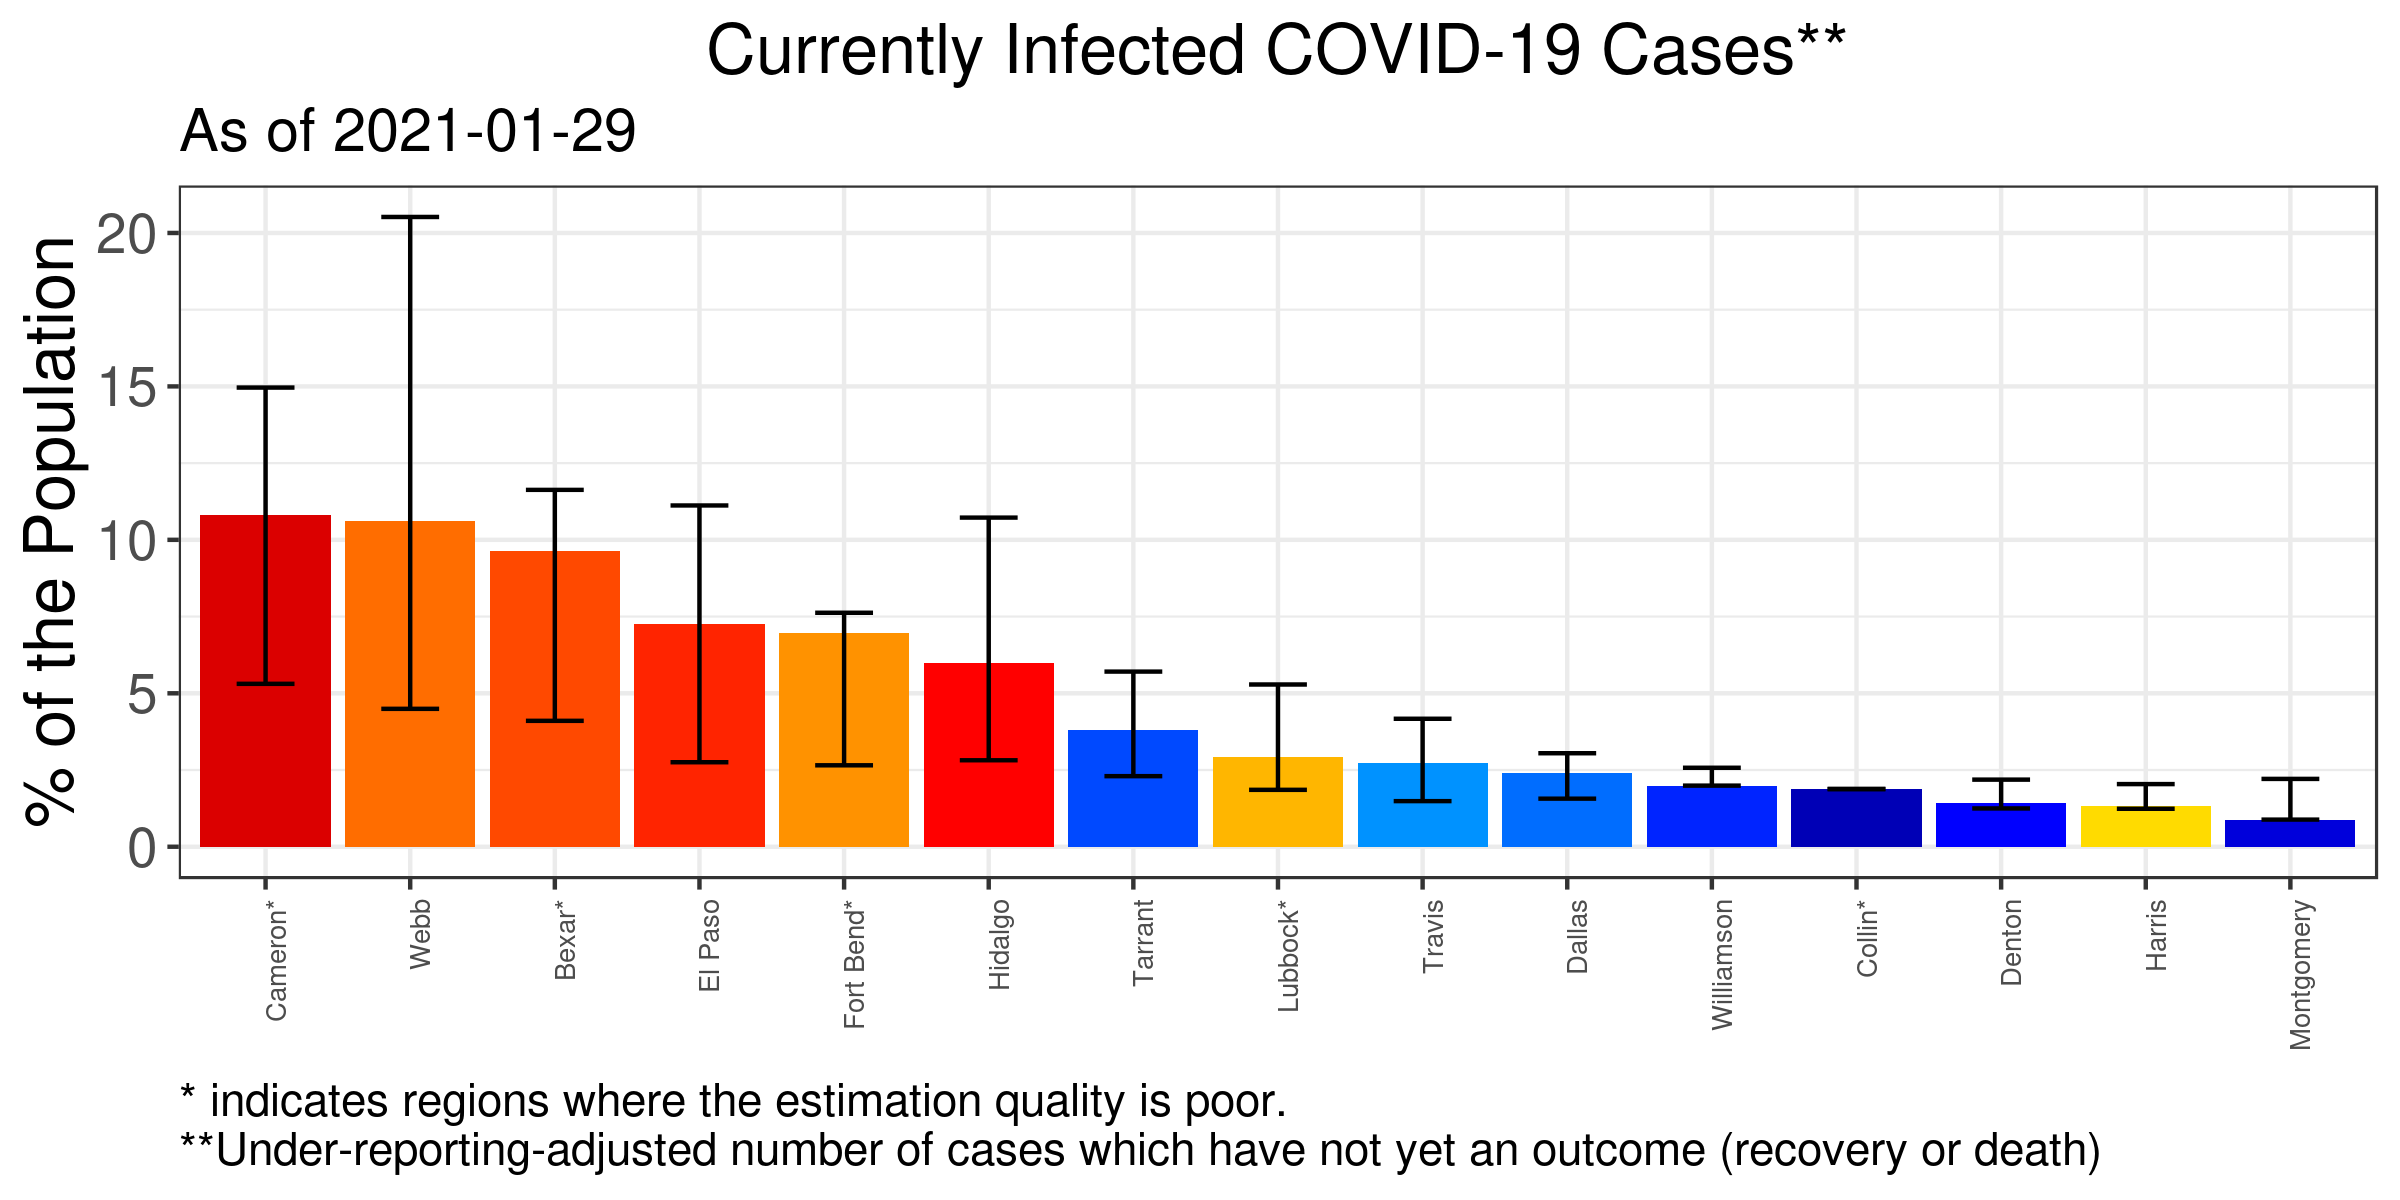 Currently Infected COVID-19 Cases**
As of 2021-01-29
% of the Population
20
15
10
5
0
Cameron*
Webb
Bexar*
El Paso
Fort Bend*
Hidalgo
Tarrant
Lubbock*
Travis
Dallas
Williamson
Collin*
Denton
Harris
Montgomery
* indicates regions where the estimation quality is poor.
**Under-reporting-adjusted number of cases which have not yet an outcome (recovery or death)